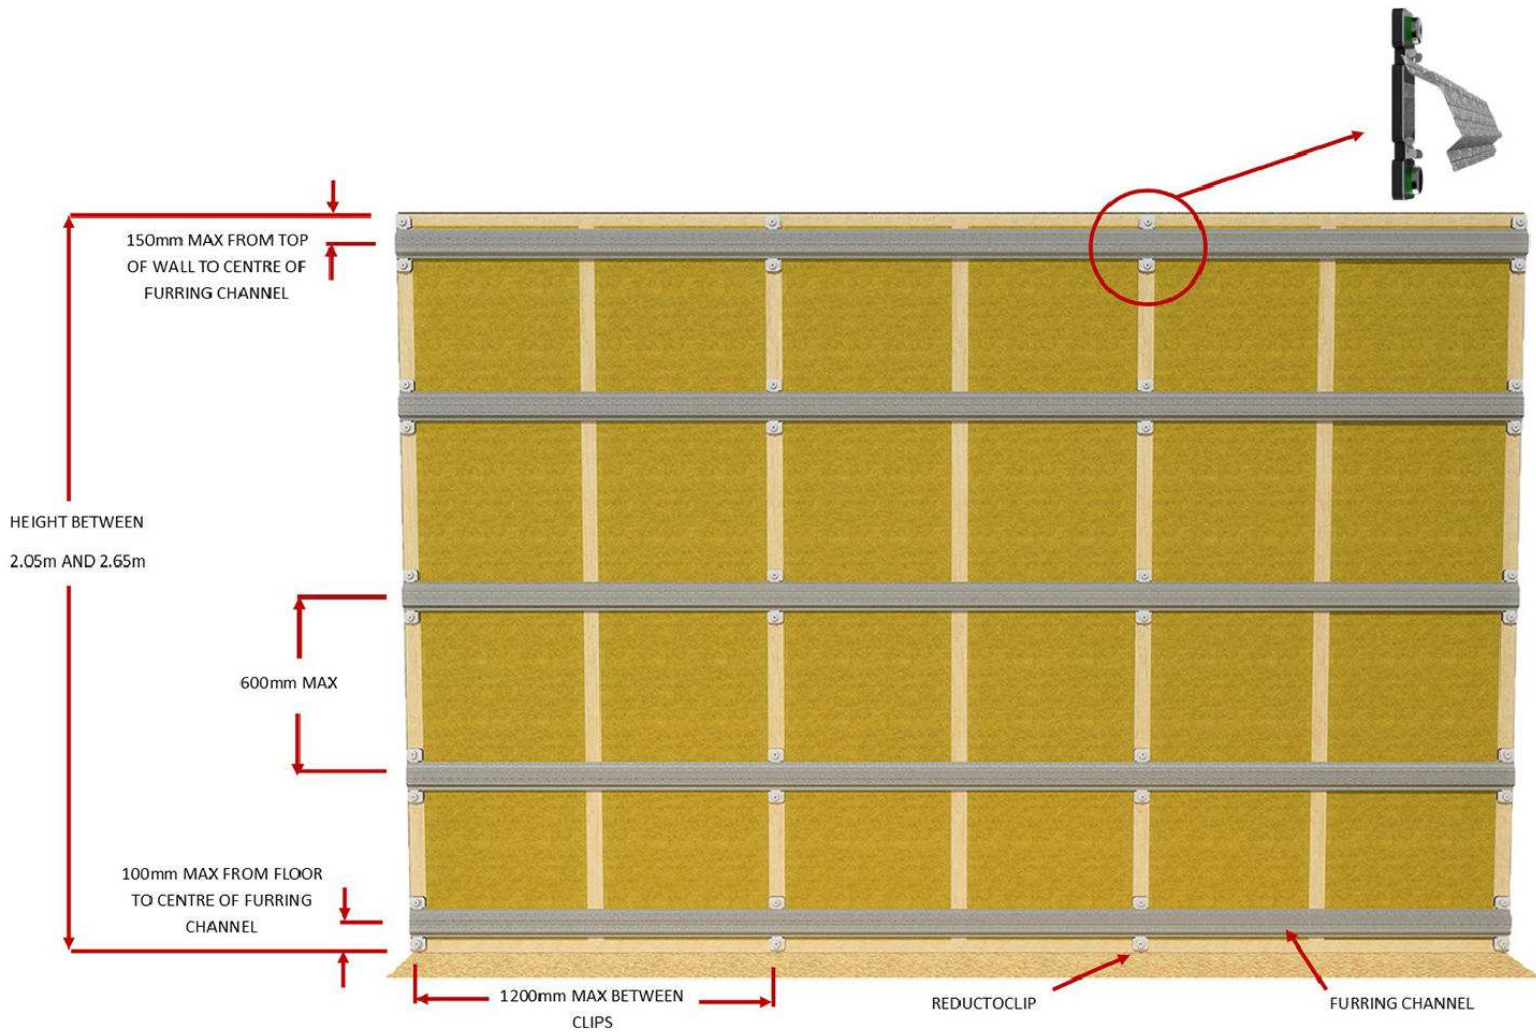 150mm MAX FROM TOP
OF WALL TO CENTRE OF
FURRING CHANNEL
HEIGHT BETWEEN
2.05m AND 2.65m
600mm MAX
100mm MAX FROM FLOOR
TO CENTRE OF FURRING
CHANNEL
1200mm MAX BETWEEN
CLIPS
REDUCTOCLIP
FURRING CHANNEL